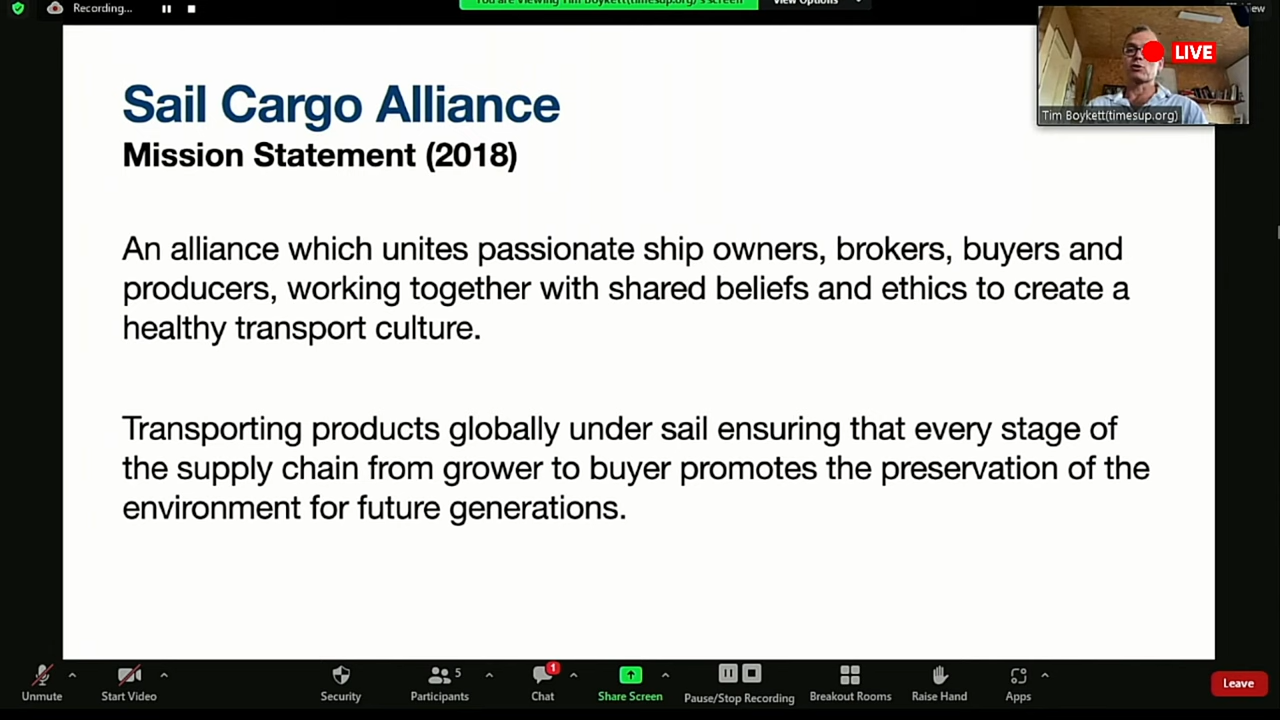 Recording...
You are viewing Tim Boykett(timesup.org)'s screen
View Options
View
LIVE
Tim Boykett(timesup.org)
Sail Cargo Alliance
Mission Statement (2018)
An alliance which unites passionate ship owners, brokers, buyers and
producers, working together with shared beliefs and ethics to create a
healthy transport culture.
Transporting products globally under sail ensuring that every stage of
the supply chain from grower to buyer promotes the preservation of the
environment for future generations.
Unmute
Start Video
Security
Participants
5
Chat
1
Share Screen
Pause/Stop Recording
Breakout Rooms
Raise Hand
Apps
Leave